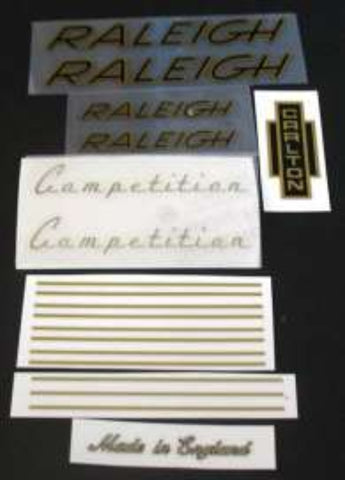 RALEIGH
RALEIGH
RALEIGH
RALEIGH
CARLTON
Competition
Competition
Made in England